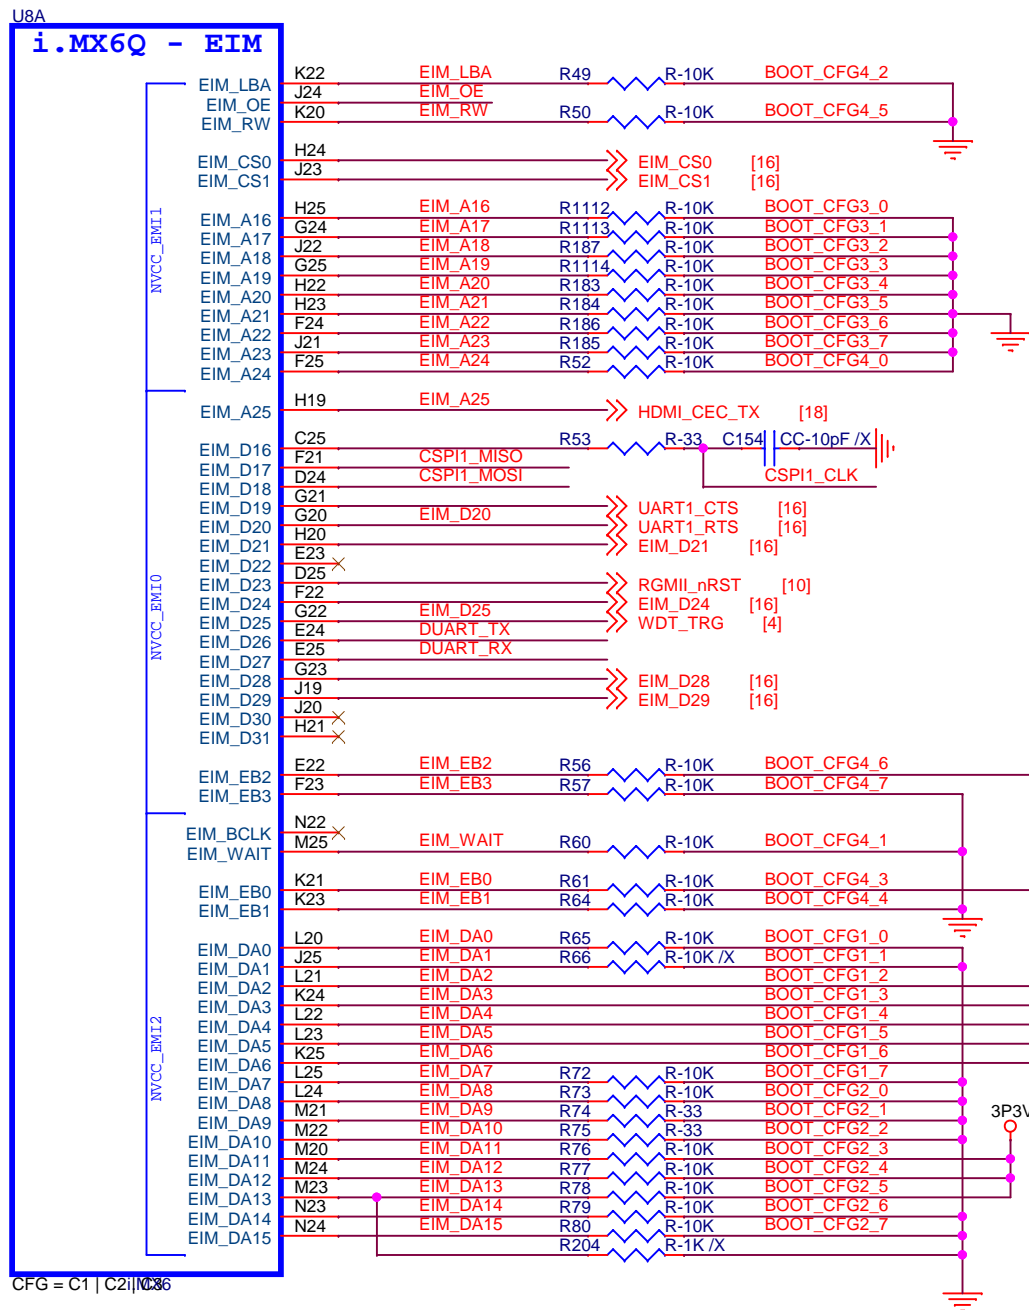 U8A
i.MX6Q - EIM
EIM_LBA K22 EIM_LBA R49 R-10K BOOT_CFG4_2
EIM_OE J24 EIM_OE
EIM_RW K20 EIM_RW R50 R-10K BOOT_CFG4_5
EIM_CS0 H24 EIM_CS0 [16]
EIM_CS1 J23 EIM_CS1 [16]
NVCC_EMI1
EIM_A16 H25 EIM_A16 R1112 R-10K BOOT_CFG3_0
EIM_A17 G24 EIM_A17 R1113 R-10K BOOT_CFG3_1
EIM_A18 J22 EIM_A18 R187 R-10K BOOT_CFG3_2
EIM_A19 G25 EIM_A19 R1114 R-10K BOOT_CFG3_3
EIM_A20 H22 EIM_A20 R183 R-10K BOOT_CFG3_4
EIM_A21 H23 EIM_A21 R184 R-10K BOOT_CFG3_5
EIM_A22 F24 EIM_A22 R186 R-10K BOOT_CFG3_6
EIM_A23 J21 EIM_A23 R185 R-10K BOOT_CFG3_7
EIM_A24 F25 EIM_A24 R52 R-10K BOOT_CFG4_0
EIM_A25 H19 EIM_A25 HDMI_CEC_TX [18]
EIM_D16 C25 R53 R-33 C154 CC-10pF /X
EIM_D17 F21 CSPI1_MISO
EIM_D18 D24 CSPI1_MOSI CSPI1_CLK
EIM_D19 G21 UART1_CTS [16]
EIM_D20 G20 EIM_D20 UART1_RTS [16]
EIM_D21 H20 EIM_D21 [16]
EIM_D22 E23
NVCC_EMI0
EIM_D23 D25 RGMII_nRST [10]
EIM_D24 F22 EIM_D24 [16]
EIM_D25 G22 EIM_D25 WDT_TRG [4]
EIM_D26 E24 DUART_TX
EIM_D27 E25 DUART_RX
EIM_D28 G23 EIM_D28 [16]
EIM_D29 J19 EIM_D29 [16]
EIM_D30 J20
EIM_D31 H21
EIM_EB2 E22 EIM_EB2 R56 R-10K BOOT_CFG4_6
EIM_EB3 F23 EIM_EB3 R57 R-10K BOOT_CFG4_7
EIM_BCLK N22
EIM_WAIT M25 EIM_WAIT R60 R-10K BOOT_CFG4_1
EIM_EB0 K21 EIM_EB0 R61 R-10K BOOT_CFG4_3
EIM_EB1 K23 EIM_EB1 R64 R-10K BOOT_CFG4_4
EIM_DA0 L20 EIM_DA0 R65 R-10K BOOT_CFG1_0
EIM_DA1 J25 EIM_DA1 R66 R-10K /X BOOT_CFG1_1
EIM_DA2 L21 EIM_DA2 BOOT_CFG1_2
EIM_DA3 K24 EIM_DA3 BOOT_CFG1_3
EIM_DA4 L22 EIM_DA4 BOOT_CFG1_4
EIM_DA5 L23 EIM_DA5 BOOT_CFG1_5
EIM_DA6 K25 EIM_DA6 BOOT_CFG1_6
NVCC_EMI2
EIM_DA7 L25 EIM_DA7 R72 R-10K BOOT_CFG1_7
EIM_DA8 L24 EIM_DA8 R73 R-10K BOOT_CFG2_0
EIM_DA9 M21 EIM_DA9 R74 R-33 BOOT_CFG2_1
3P3V
EIM_DA10 M22 EIM_DA10 R75 R-33 BOOT_CFG2_2
EIM_DA11 M20 EIM_DA11 R76 R-10K BOOT_CFG2_3
EIM_DA12 M24 EIM_DA12 R77 R-10K BOOT_CFG2_4
EIM_DA13 M23 EIM_DA13 R78 R-10K BOOT_CFG2_5
EIM_DA14 N23 EIM_DA14 R79 R-10K BOOT_CFG2_6
EIM_DA15 N24 EIM_DA15 R80 R-10K BOOT_CFG2_7
R204 R-1K /X
CFG = C1 | C2